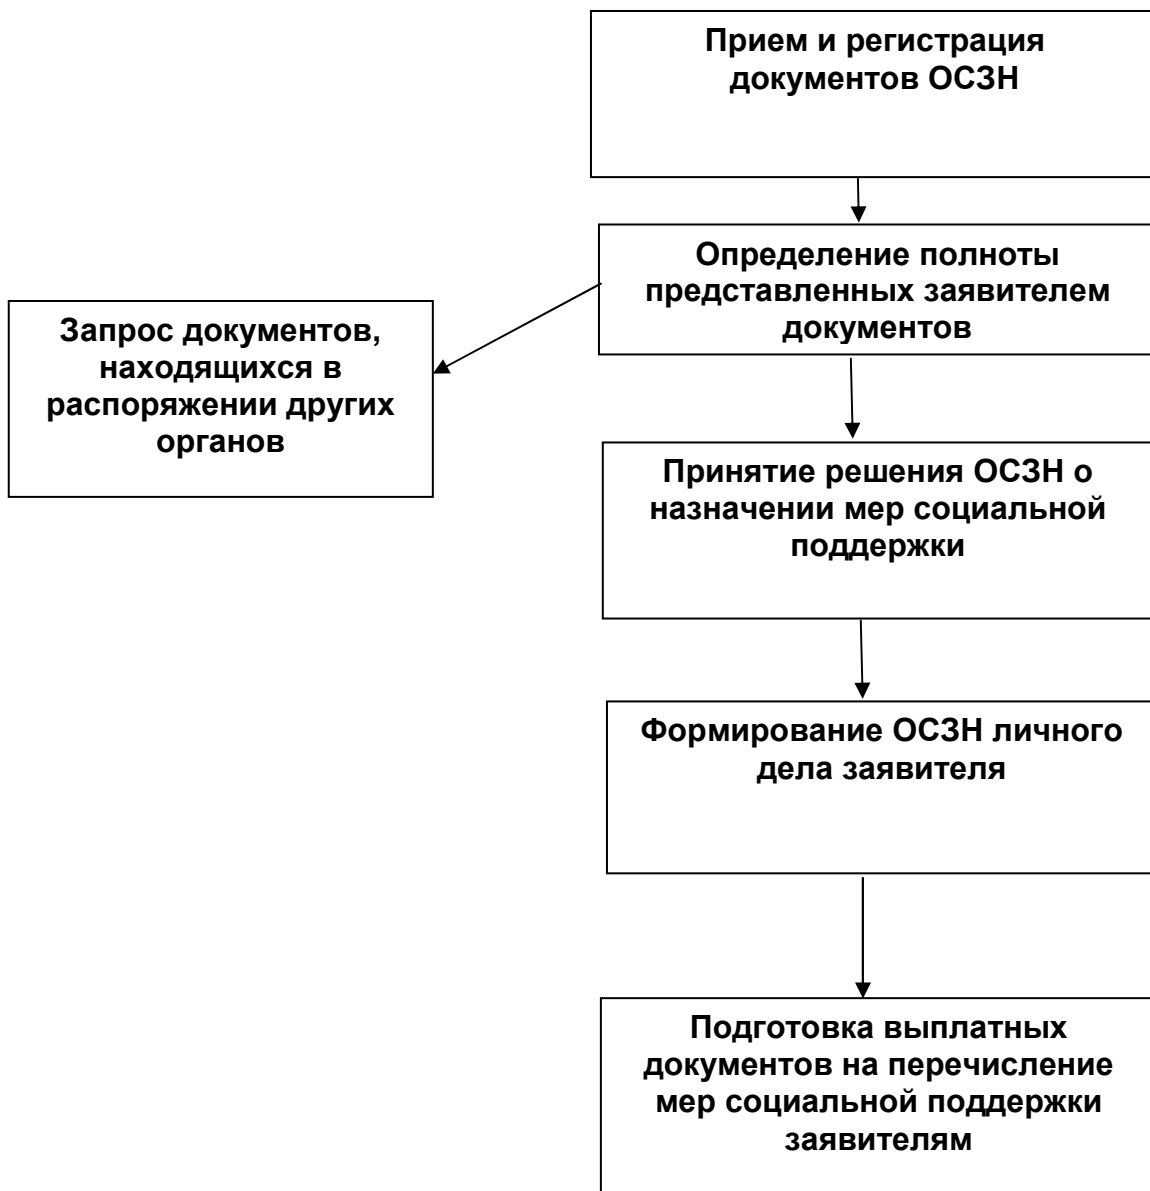 Прием и регистрация
документов ОСЗН
Определение полноты
представленных заявителем
документов
Запрос документов,
находящихся в
распоряжении других
органов
Принятие решения ОСЗН о
назначении мер социальной
поддержки
Формирование ОСЗН личного
дела заявителя
Подготовка выплатных
документов на перечисление
мер социальной поддержки
заявителям